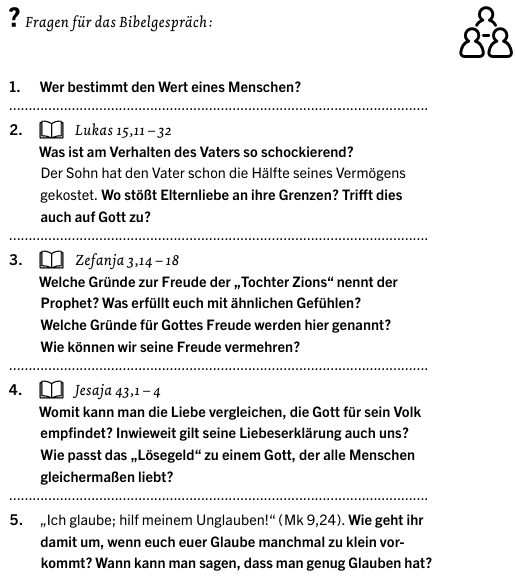 ? Fragen für das Bibelgespräch:
1. Wer bestimmt den Wert eines Menschen?
2. Lukas 15,11–32
Was ist am Verhalten des Vaters so schockierend?
Der Sohn hat den Vater schon die Hälfte seines Vermögens
gekostet. Wo stößt Elternliebe an ihre Grenzen? Trifft dies
auch auf Gott zu?
3. Zefanja 3,14–18
Welche Gründe zur Freude der „Tochter Zions“ nennt der
Prophet? Was erfüllt euch mit ähnlichen Gefühlen?
Welche Gründe für Gottes Freude werden hier genannt?
Wie können wir seine Freude vermehren?
4. Jesaja 43,1–4
Womit kann man die Liebe vergleichen, die Gott für sein Volk
empfindet? Inwieweit gilt seine Liebeserklärung auch uns?
Wie passt das „Lösegeld“ zu einem Gott, der alle Menschen
gleichermaßen liebt?
5. „Ich glaube; hilf meinem Unglauben!“ (Mk 9,24). Wie geht ihr
damit um, wenn euch euer Glaube manchmal zu klein vor-
kommt? Wann kann man sagen, dass man genug Glauben hat?